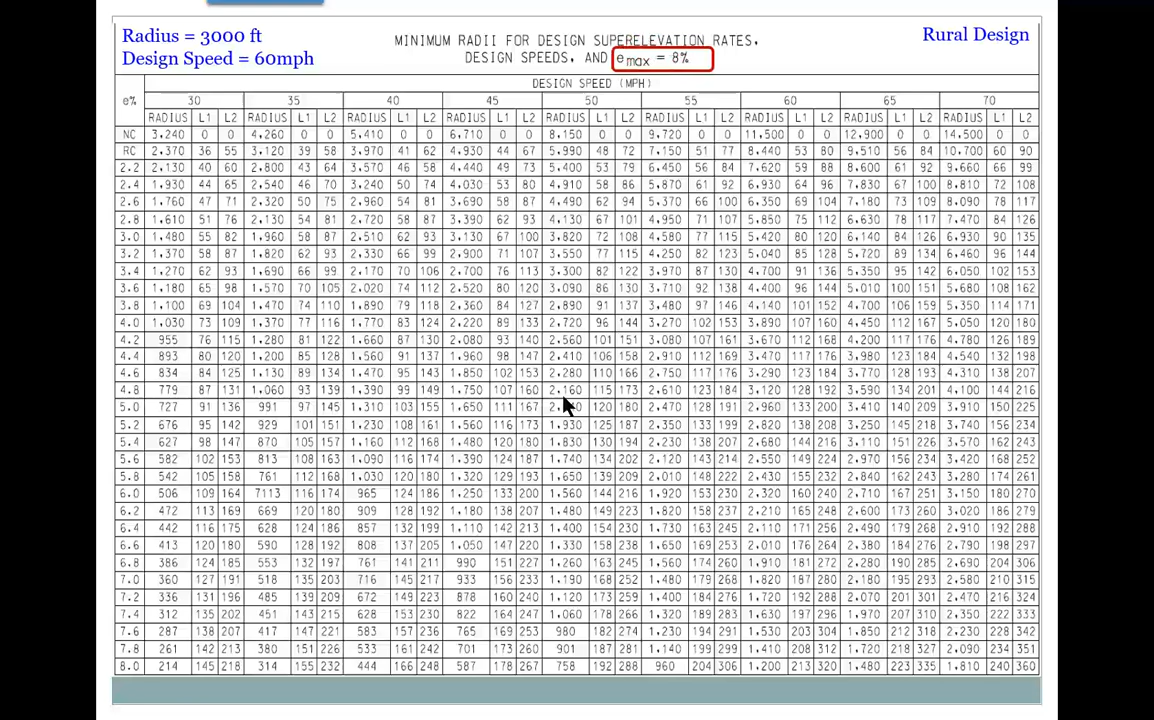 Radius = 3000 ft
Design Speed = 60mph
Rural Design
MINIMUM RADII FOR DESIGN SUPERELEVATION RATES,
DESIGN SPEEDS, AND emax = 8%
DESIGN SPEED (MPH)
e% 30 35 40 45 50 55 60 65 70
RADIUS L1 L2 RADIUS L1 L2 RADIUS L1 L2 RADIUS L1 L2 RADIUS L1 L2 RADIUS L1 L2 RADIUS L1 L2 RADIUS L1 L2 RADIUS L1 L2
NC 3,240 0 0 4,260 0 0 5,410 0 0 6,710 0 0 8,150 0 0 9,720 0 0 11,500 0 0 12,900 0 0 14,500 0 0
RC 2,370 36 55 3,120 39 58 3,970 41 62 4,930 44 67 5,990 48 72 7,150 51 77 8,440 53 80 9,510 56 84 10,700 60 90
2.2 2,130 40 60 2,800 43 64 3,570 46 58 4,440 49 73 5,400 53 79 6,450 56 84 7,620 59 88 8,600 61 92 9,660 66 99
2.4 1,930 44 65 2,540 46 70 3,240 50 74 4,030 53 80 4,910 58 86 5,870 61 92 6,930 64 96 7,830 67 100 8,810 72 108
2.6 1,760 47 71 2,320 50 75 2,960 54 81 3,690 58 87 4,490 62 94 5,370 66 100 6,350 69 104 7,180 73 109 8,090 78 117
2.8 1,610 51 76 2,130 54 81 2,720 58 87 3,390 62 93 4,130 67 101 4,950 71 107 5,850 75 112 6,630 78 117 7,470 84 126
3.0 1,480 55 82 1,960 58 87 2,510 62 93 3,130 67 100 3,820 72 108 4,580 77 115 5,420 80 120 6,140 84 126 6,930 90 135
3.2 1,370 58 87 1,820 62 93 2,330 66 99 2,900 71 107 3,550 77 115 4,250 82 123 5,040 85 128 5,720 89 134 6,460 96 144
3.4 1,270 62 93 1,690 66 99 2,170 70 106 2,700 76 113 3,300 82 122 3,970 87 130 4,700 91 136 5,350 95 142 6,050 102 153
3.6 1,180 65 98 1,570 70 105 2,020 74 112 2,520 80 120 3,090 86 130 3,710 92 138 4,400 96 144 5,010 100 151 5,680 108 162
3.8 1,100 69 104 1,470 74 110 1,890 79 118 2,360 84 127 2,890 91 137 3,480 97 146 4,140 101 152 4,700 106 159 5,350 114 171
4.0 1,030 73 109 1,370 77 116 1,770 83 124 2,220 89 133 2,720 96 144 3,270 102 153 3,890 107 160 4,450 112 167 5,050 120 180
4.2 955 76 115 1,280 81 122 1,660 87 130 2,080 93 140 2,560 101 151 3,080 107 161 3,670 112 168 4,200 117 176 4,780 126 189
4.4 893 80 120 1,200 85 128 1,560 91 137 1,960 98 147 2,410 106 158 2,910 112 169 3,470 117 176 3,980 123 184 4,540 132 198
4.6 834 84 125 1,130 89 134 1,470 95 143 1,850 102 153 2,280 110 166 2,750 117 176 3,290 123 184 3,770 128 193 4,310 138 207
4.8 779 87 131 1,060 93 139 1,390 99 149 1,750 107 160 2,160 115 173 2,610 123 184 3,120 128 192 3,590 134 201 4,100 144 216
5.0 727 91 136 991 97 145 1,310 103 155 1,650 111 167 120 180 2,470 128 191 2,960 133 200 3,410 140 209 3,910 150 225
5.2 676 95 142 929 101 151 1,230 108 161 1,560 116 173 1,930 125 187 2,350 133 199 2,820 138 208 3,250 145 218 3,740 156 234
5.4 627 98 147 870 105 157 1,160 112 168 1,480 120 180 1,830 130 194 2,230 138 207 2,680 144 216 3,110 151 226 3,570 162 243
5.6 582 102 153 813 108 163 1,090 116 174 1,390 124 187 1,740 134 202 2,120 143 214 2,550 149 224 2,970 156 234 3,420 168 252
5.8 542 105 158 761 112 168 1,030 120 180 1,320 129 193 1,650 139 209 2,010 148 222 2,430 155 232 2,840 162 243 3,280 174 261
6.0 506 109 164 7113 116 174 965 124 186 1,250 133 200 1,560 144 216 1,920 153 230 2,320 160 240 2,710 167 251 3,150 180 270
6.2 472 113 169 669 120 180 909 128 192 1,180 138 207 1,480 149 223 1,820 158 237 2,210 165 248 2,600 173 260 3,020 186 279
6.4 442 116 175 628 124 186 857 132 199 1,110 142 213 1,400 154 230 1,730 163 245 2,110 171 256 2,490 179 268 2,910 192 288
6.6 413 120 180 590 128 192 808 137 205 1,050 147 220 1,330 158 238 1,650 169 253 2,010 176 264 2,380 184 276 2,790 198 297
6.8 386 124 185 553 132 197 761 141 211 990 151 227 1,260 163 245 1,560 174 260 1,910 181 272 2,280 190 285 2,690 204 306
7.0 360 127 191 518 135 203 716 145 217 933 156 233 1,190 168 252 1,480 179 268 1,820 187 280 2,180 195 293 2,580 210 315
7.2 336 131 196 485 139 209 672 149 223 878 160 240 1,120 173 259 1,400 184 276 1,720 192 288 2,070 201 301 2,470 216 324
7.4 312 135 202 451 143 215 628 153 230 822 164 247 1,060 178 266 1,320 189 283 1,630 197 296 1,970 207 310 2,350 222 333
7.6 287 138 207 417 147 221 583 157 236 765 169 253 980 182 274 1,230 194 291 1,530 203 304 1,850 212 318 2,230 228 342
7.8 261 142 213 380 151 226 533 161 242 701 173 260 901 187 281 1,140 199 299 1,410 208 312 1,720 218 327 2,090 234 351
8.0 214 145 218 314 155 232 444 166 248 587 178 267 758 192 288 960 204 306 1,200 213 320 1,480 223 335 1,810 240 360